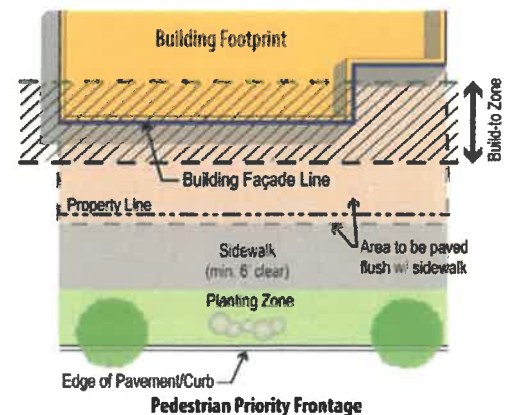 Building Footprint
Build-to Zone
Building Façade Line
Property Line
Sidewalk
(min. 6' clear)
Area to be paved
flush w/ sidewalk
Planting Zone
Edge of Pavement/Curb
Pedestrian Priority Frontage